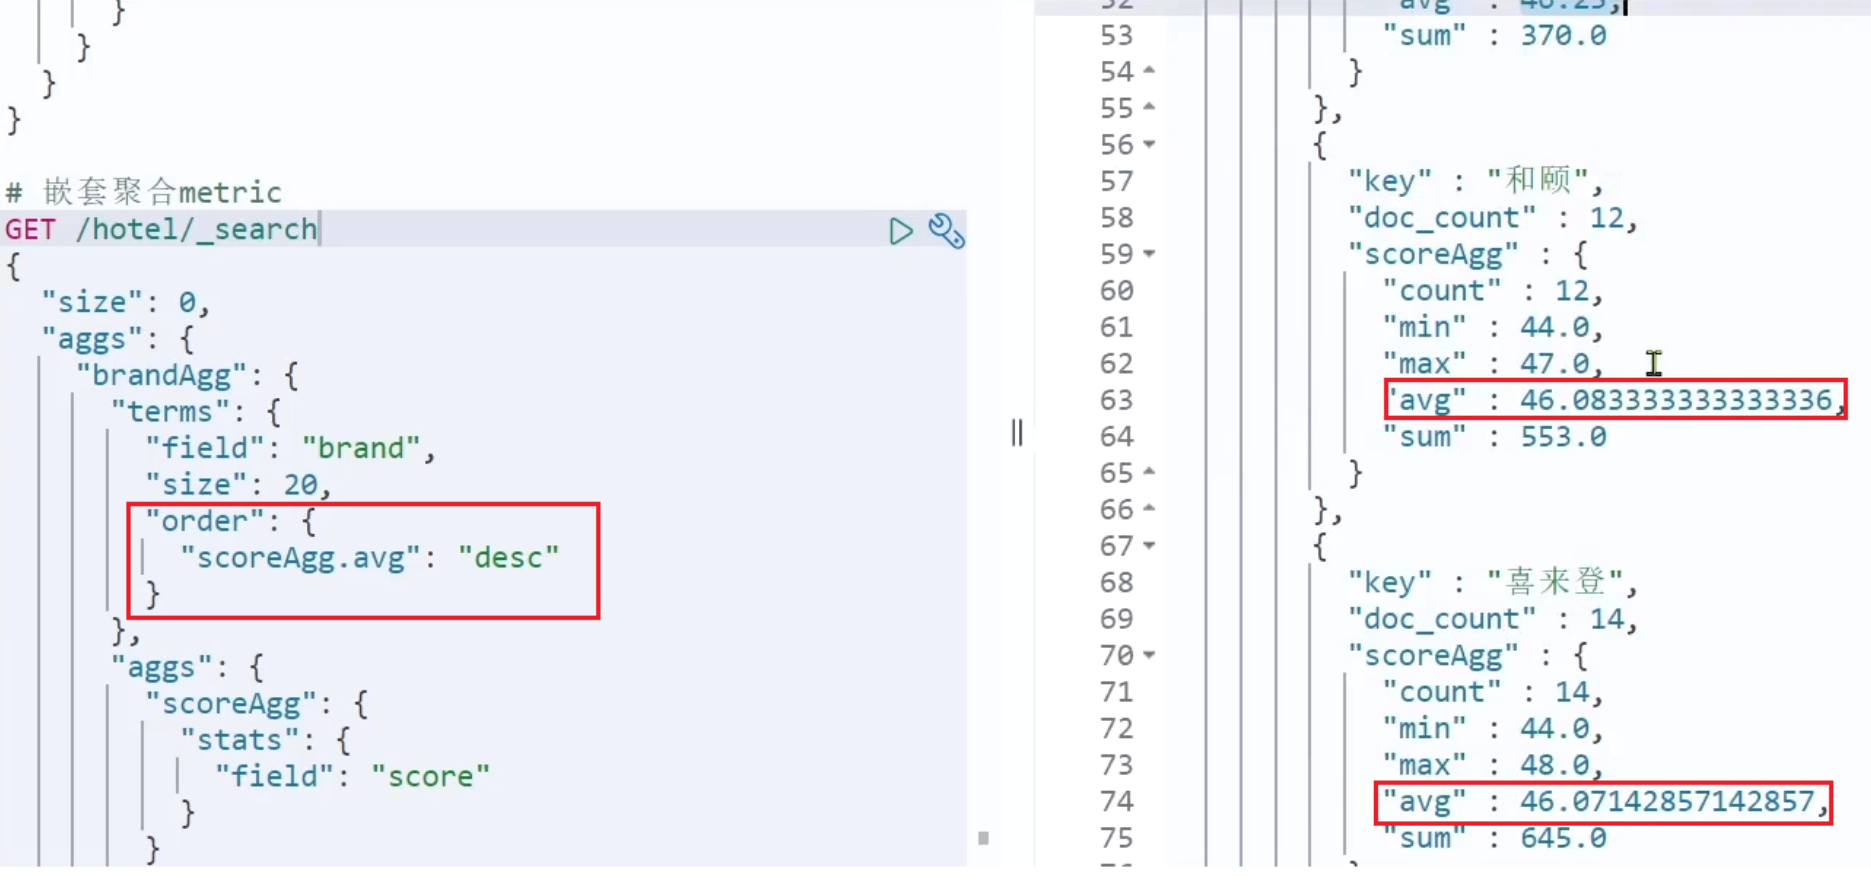 }
}
}
}
# 嵌套聚合metric
GET /hotel/_search
{
"size": 0,
"aggs": {
"brandAgg": {
"terms": {
"field": "brand",
"size": 20,
"order": {
"scoreAgg.avg": "desc"
}
},
"aggs": {
"scoreAgg": {
"stats": {
"field": "score"
}
}
52 "avg" : 46.25,
53 "sum" : 370.0
54 }
55 },
56 {
57 "key" : "和颐",
58 "doc_count" : 12,
59 "scoreAgg" : {
60 "count" : 12,
61 "min" : 44.0,
62 "max" : 47.0,
63 "avg" : 46.083333333333336,
64 "sum" : 553.0
65 }
66 },
67 {
68 "key" : "喜来登",
69 "doc_count" : 14,
70 "scoreAgg" : {
71 "count" : 14,
72 "min" : 44.0,
73 "max" : 48.0,
74 "avg" : 46.07142857142857,
75 "sum" : 645.0